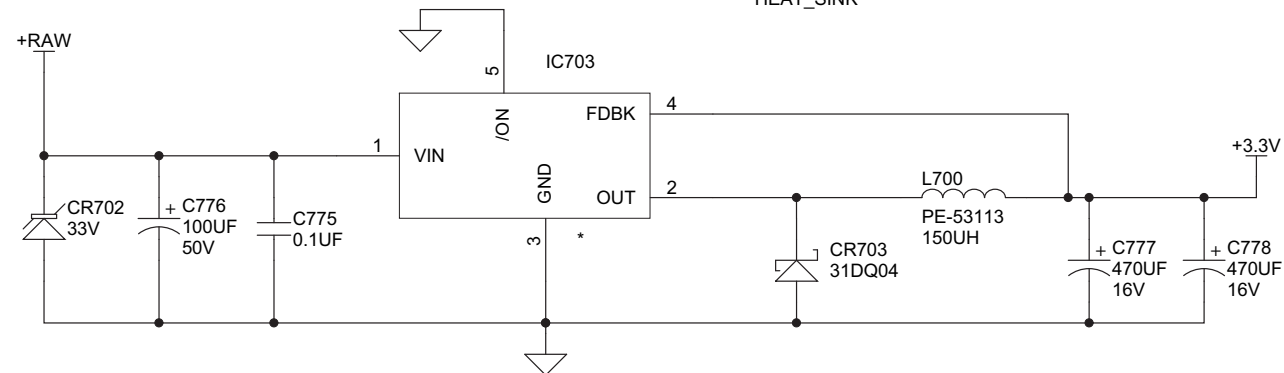 HEAT_SINK
+RAW
IC703
5
/ON
FDBK
4
1
VIN
GND
OUT
2
3
*
+3.3V
L700
PE-53113
150UH
CR702
33V
+ C776
100UF
50V
C775
0.1UF
CR703
31DQ04
+ C777
470UF
16V
+ C778
470UF
16V